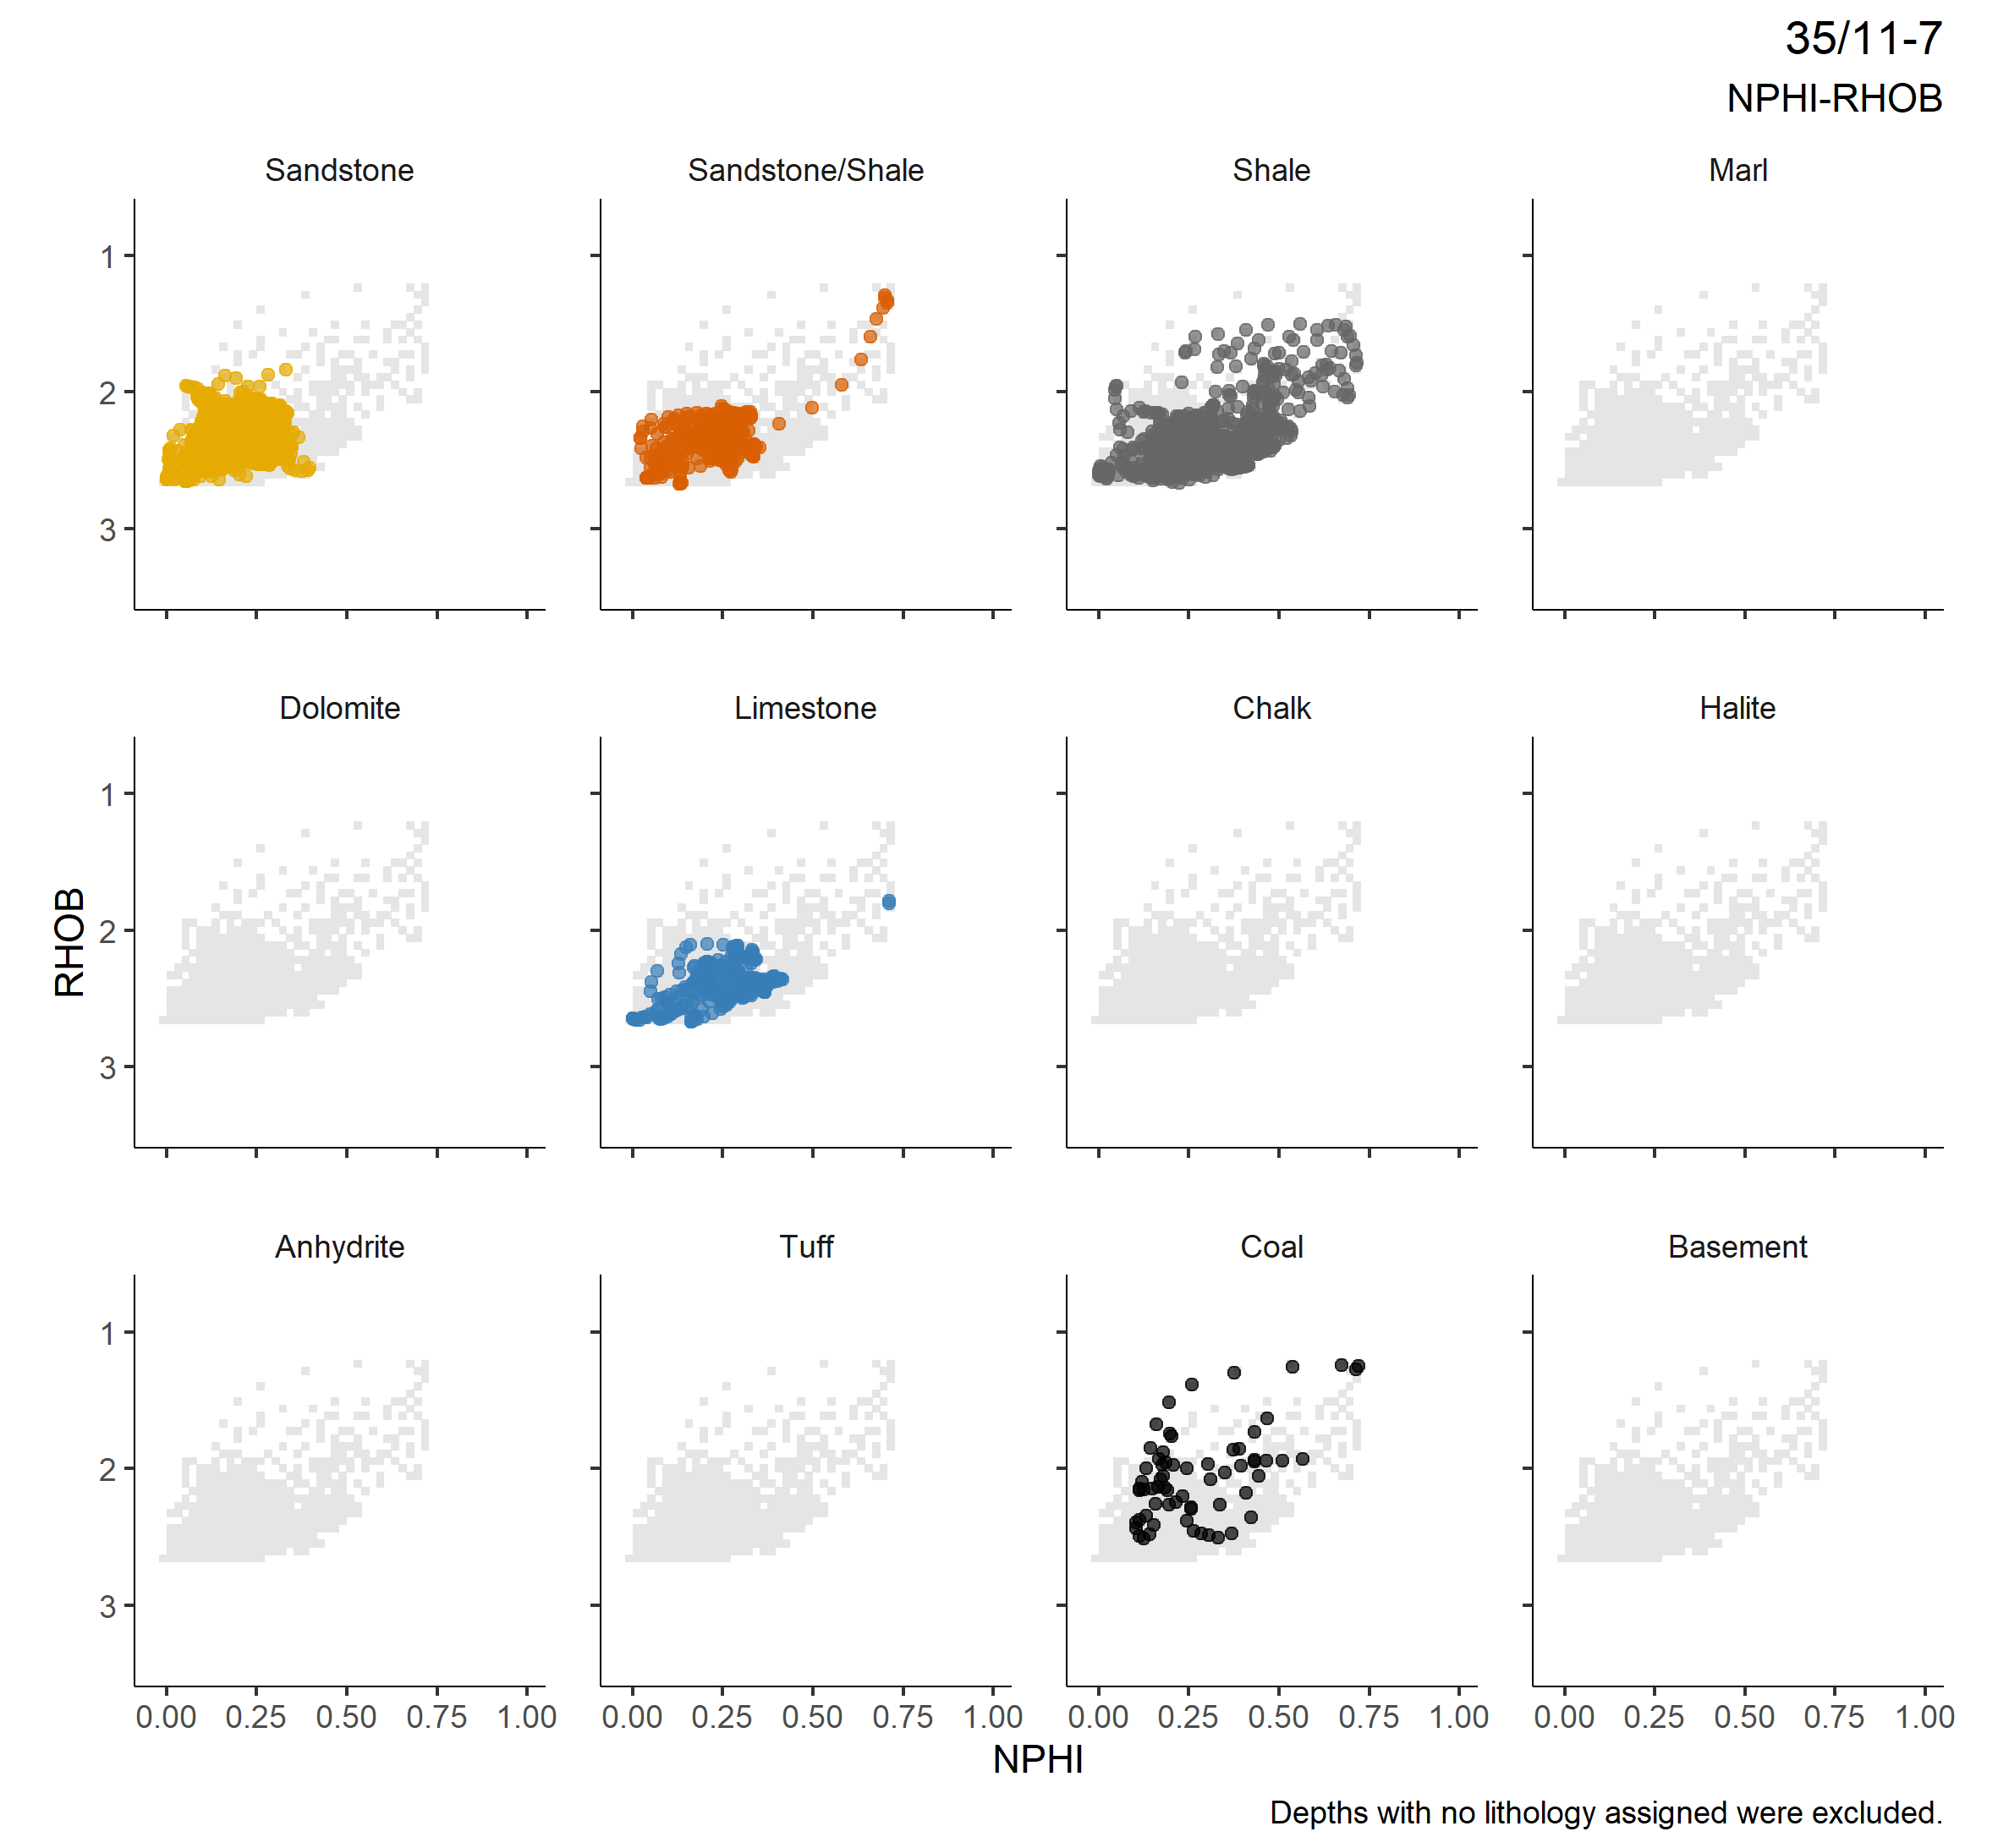 35/11-7
NPHI-RHOB
Sandstone Sandstone/Shale Shale Marl
1
2
3
Dolomite Limestone Chalk Halite
1
2
3
RHOB
Anhydrite Tuff Coal Basement
1
2
3
0.00 0.25 0.50 0.75 1.00 0.00 0.25 0.50 0.75 1.00 0.00 0.25 0.50 0.75 1.00 0.00 0.25 0.50 0.75 1.00
NPHI
Depths with no lithology assigned were excluded.